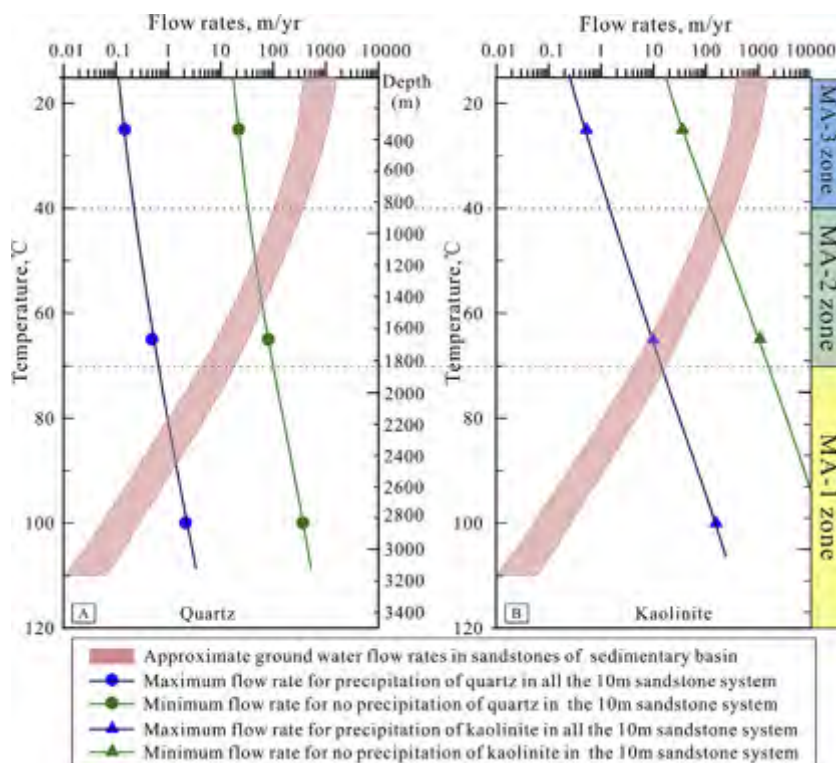 Flow rates, m/yr
Flow rates, m/yr
0.01 0.1 1 10 100 1000 10000
0.01 0.1 1 10 100 1000 10000
Depth
(m)
20
40
60
80
100
120
Temperature, ℃
400
600
800
1000
1200
1400
1600
1800
2000
2200
2400
2600
2800
3000
3200
3400
A
Quartz
20
40
60
80
100
120
Temperature, ℃
B
Kaolinite
MA-3 zone
MA-2 zone
MA-1 zone
Approximate ground water flow rates in sandstones of sedimentary basin
Maximum flow rate for precipitation of quartz in all the 10m sandstone system
Minimum flow rate for no precipitation of quartz in the 10m sandstone system
Maximum flow rate for precipitation of kaolinite in all the 10m sandstone system
Minimum flow rate for no precipitation of kaolinite in the 10m sandstone system